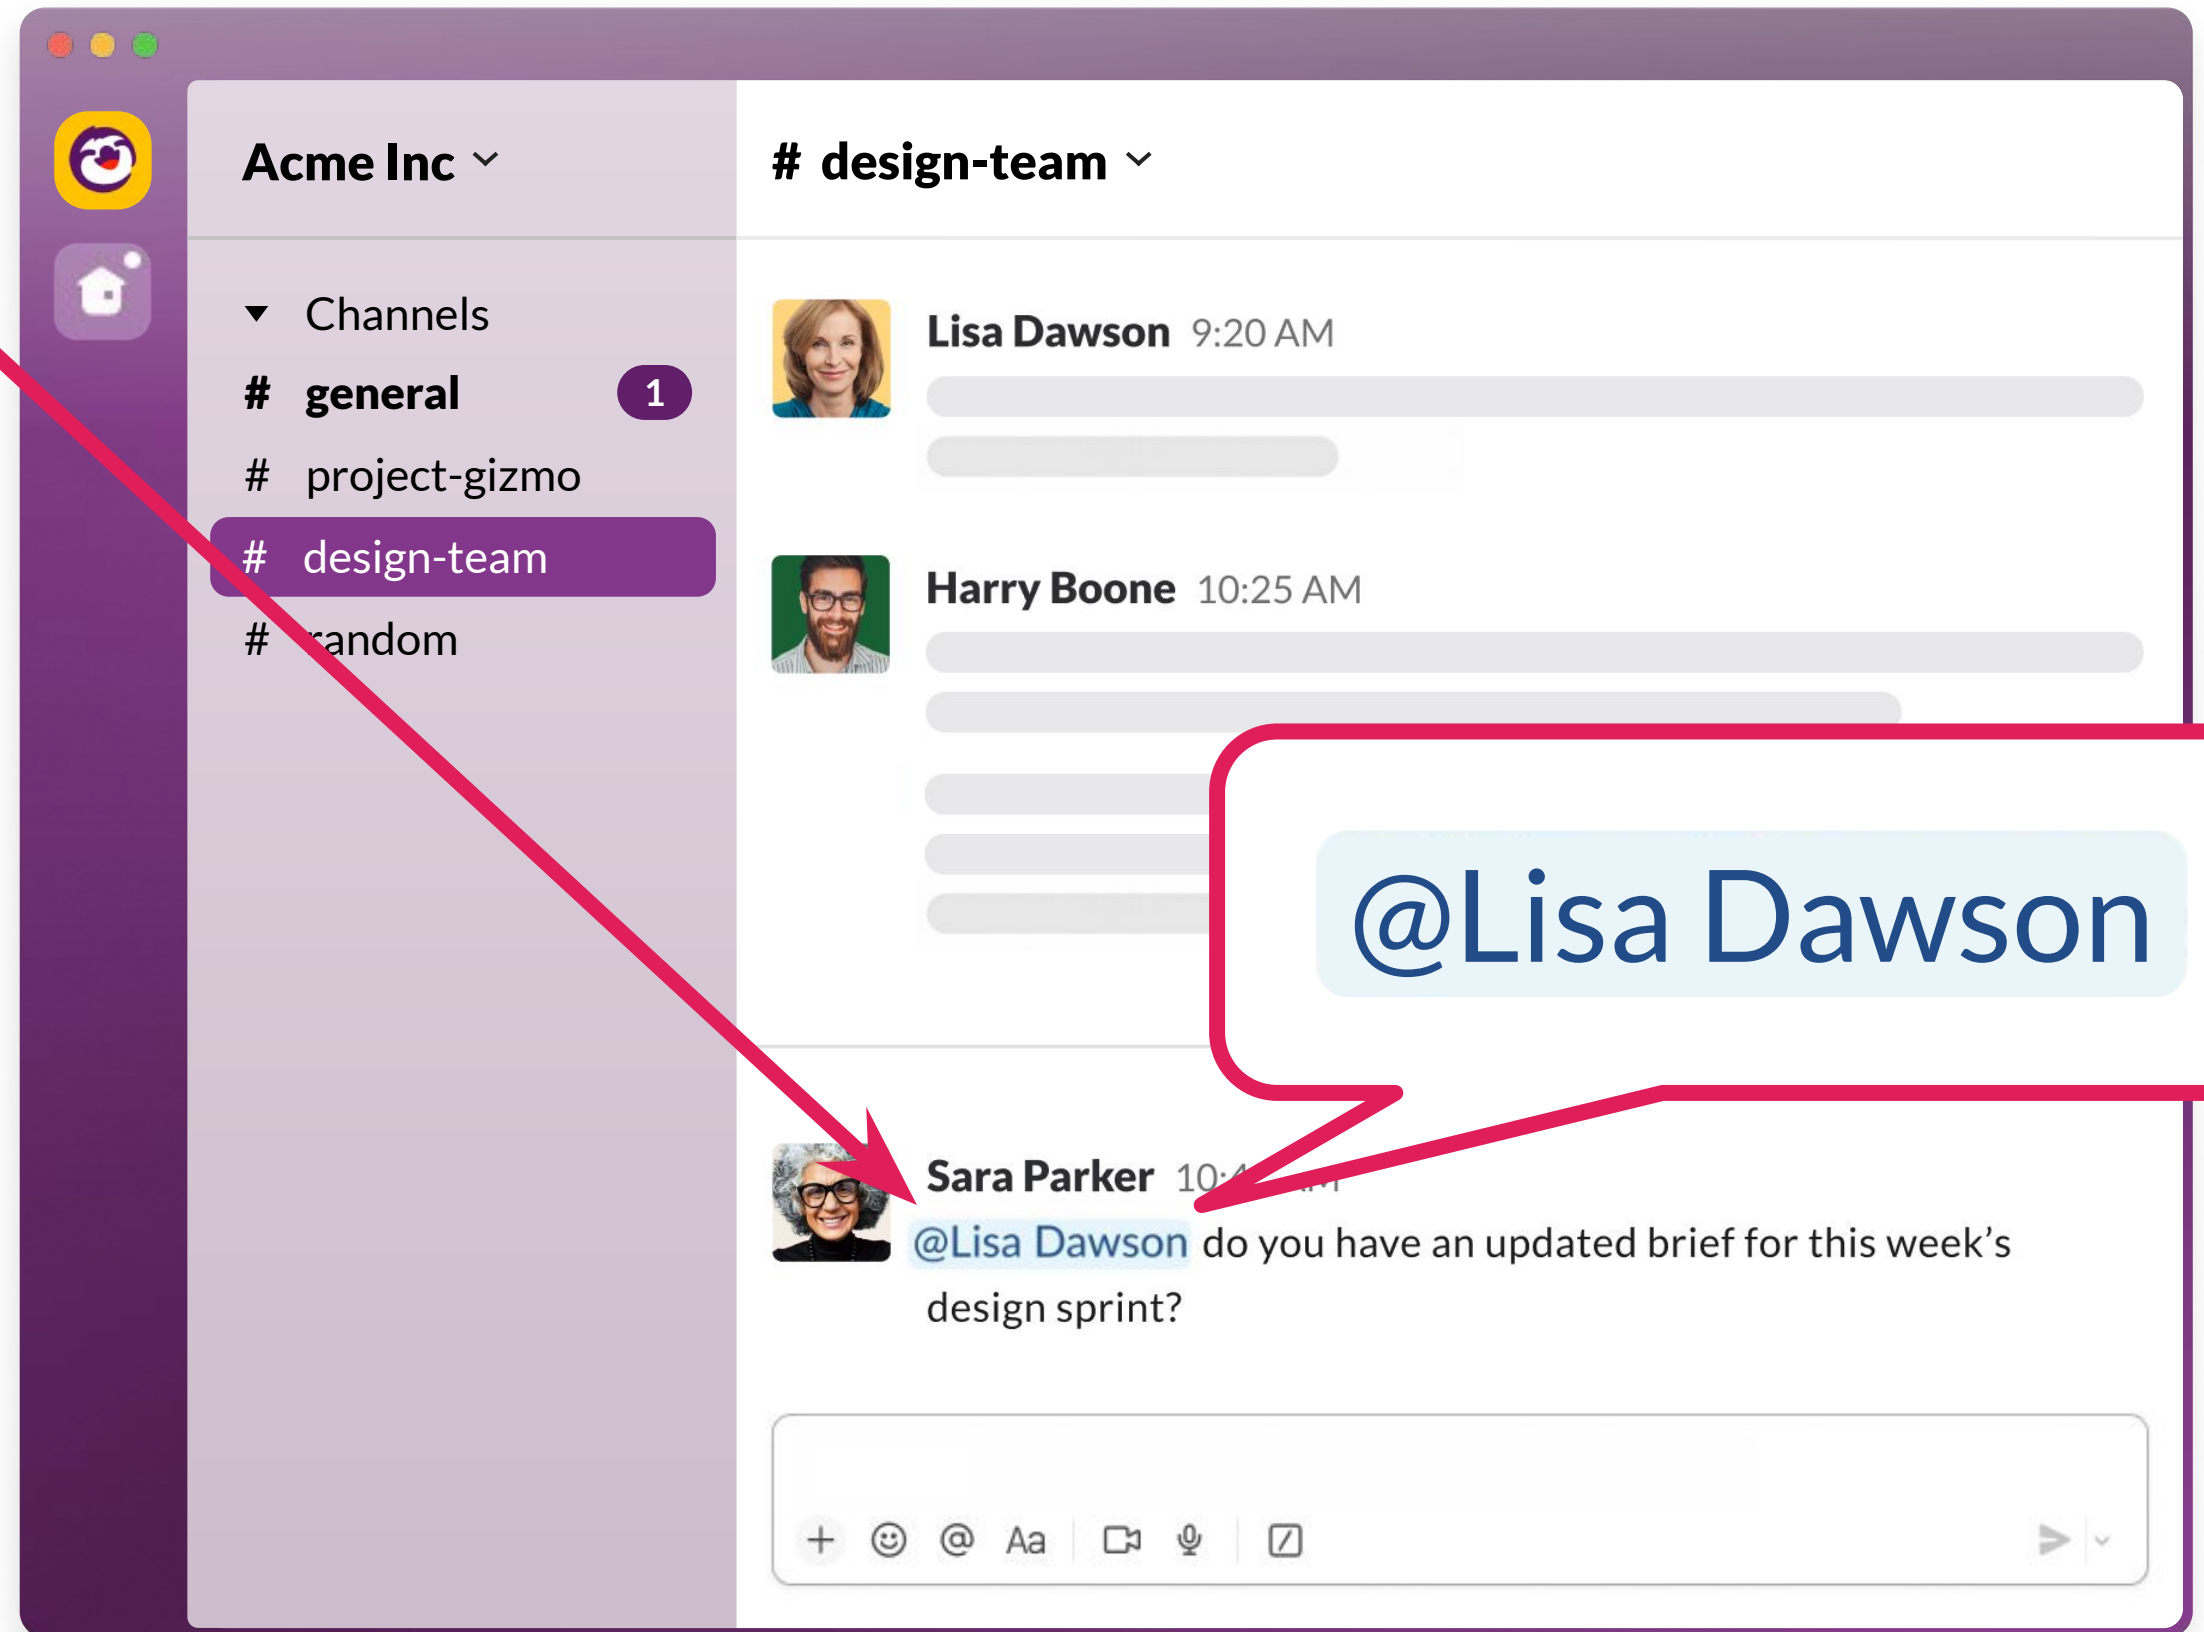 Acme Inc
# design-team
Channels
# general 1
# project-gizmo
# design-team
# random
Lisa Dawson 9:20 AM
Harry Boone 10:25 AM
@Lisa Dawson
Sara Parker
@Lisa Dawson do you have an updated brief for this week’s
design sprint?
Aa